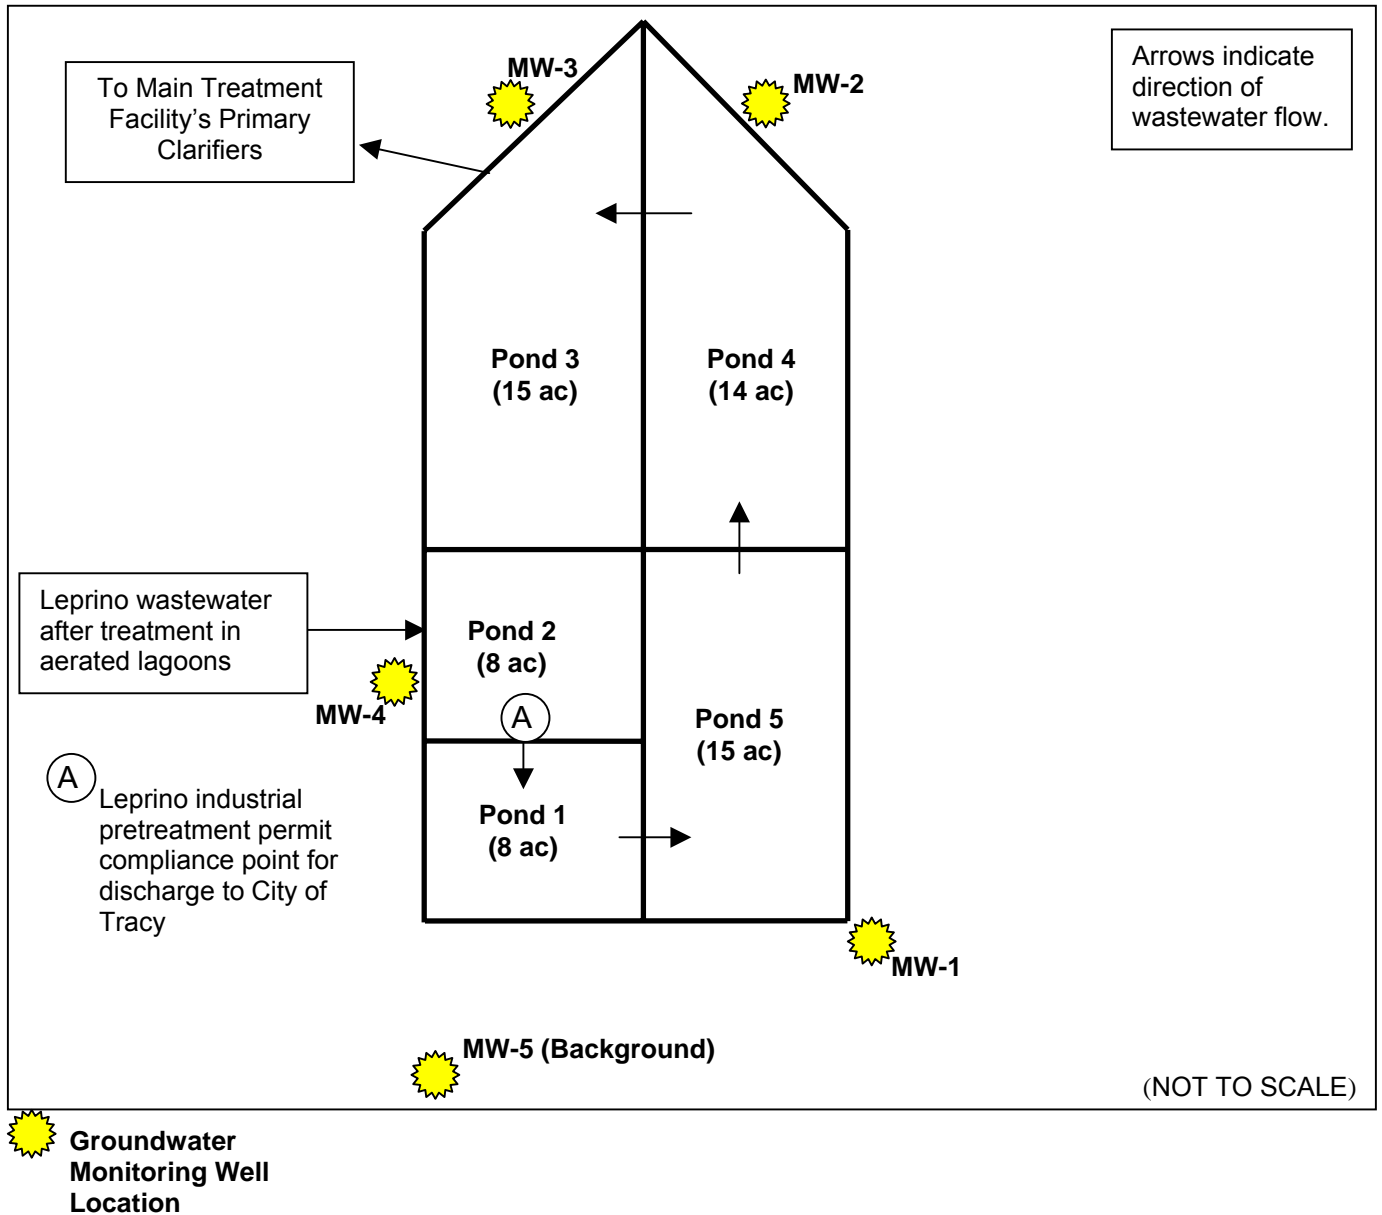 MW-3
MW-2
To Main Treatment
Facility’s Primary
Clarifiers
Arrows indicate
direction of
wastewater flow.
Pond 3
(15 ac)
Pond 4
(14 ac)
Leprino wastewater
after treatment in
aerated lagoons
Pond 2
(8 ac)
MW-4
A
Pond 5
(15 ac)
A
Leprino industrial
pretreatment permit
compliance point for
discharge to City of
Tracy
Pond 1
(8 ac)
MW-1
MW-5 (Background)
(NOT TO SCALE)
Groundwater
Monitoring Well
Location